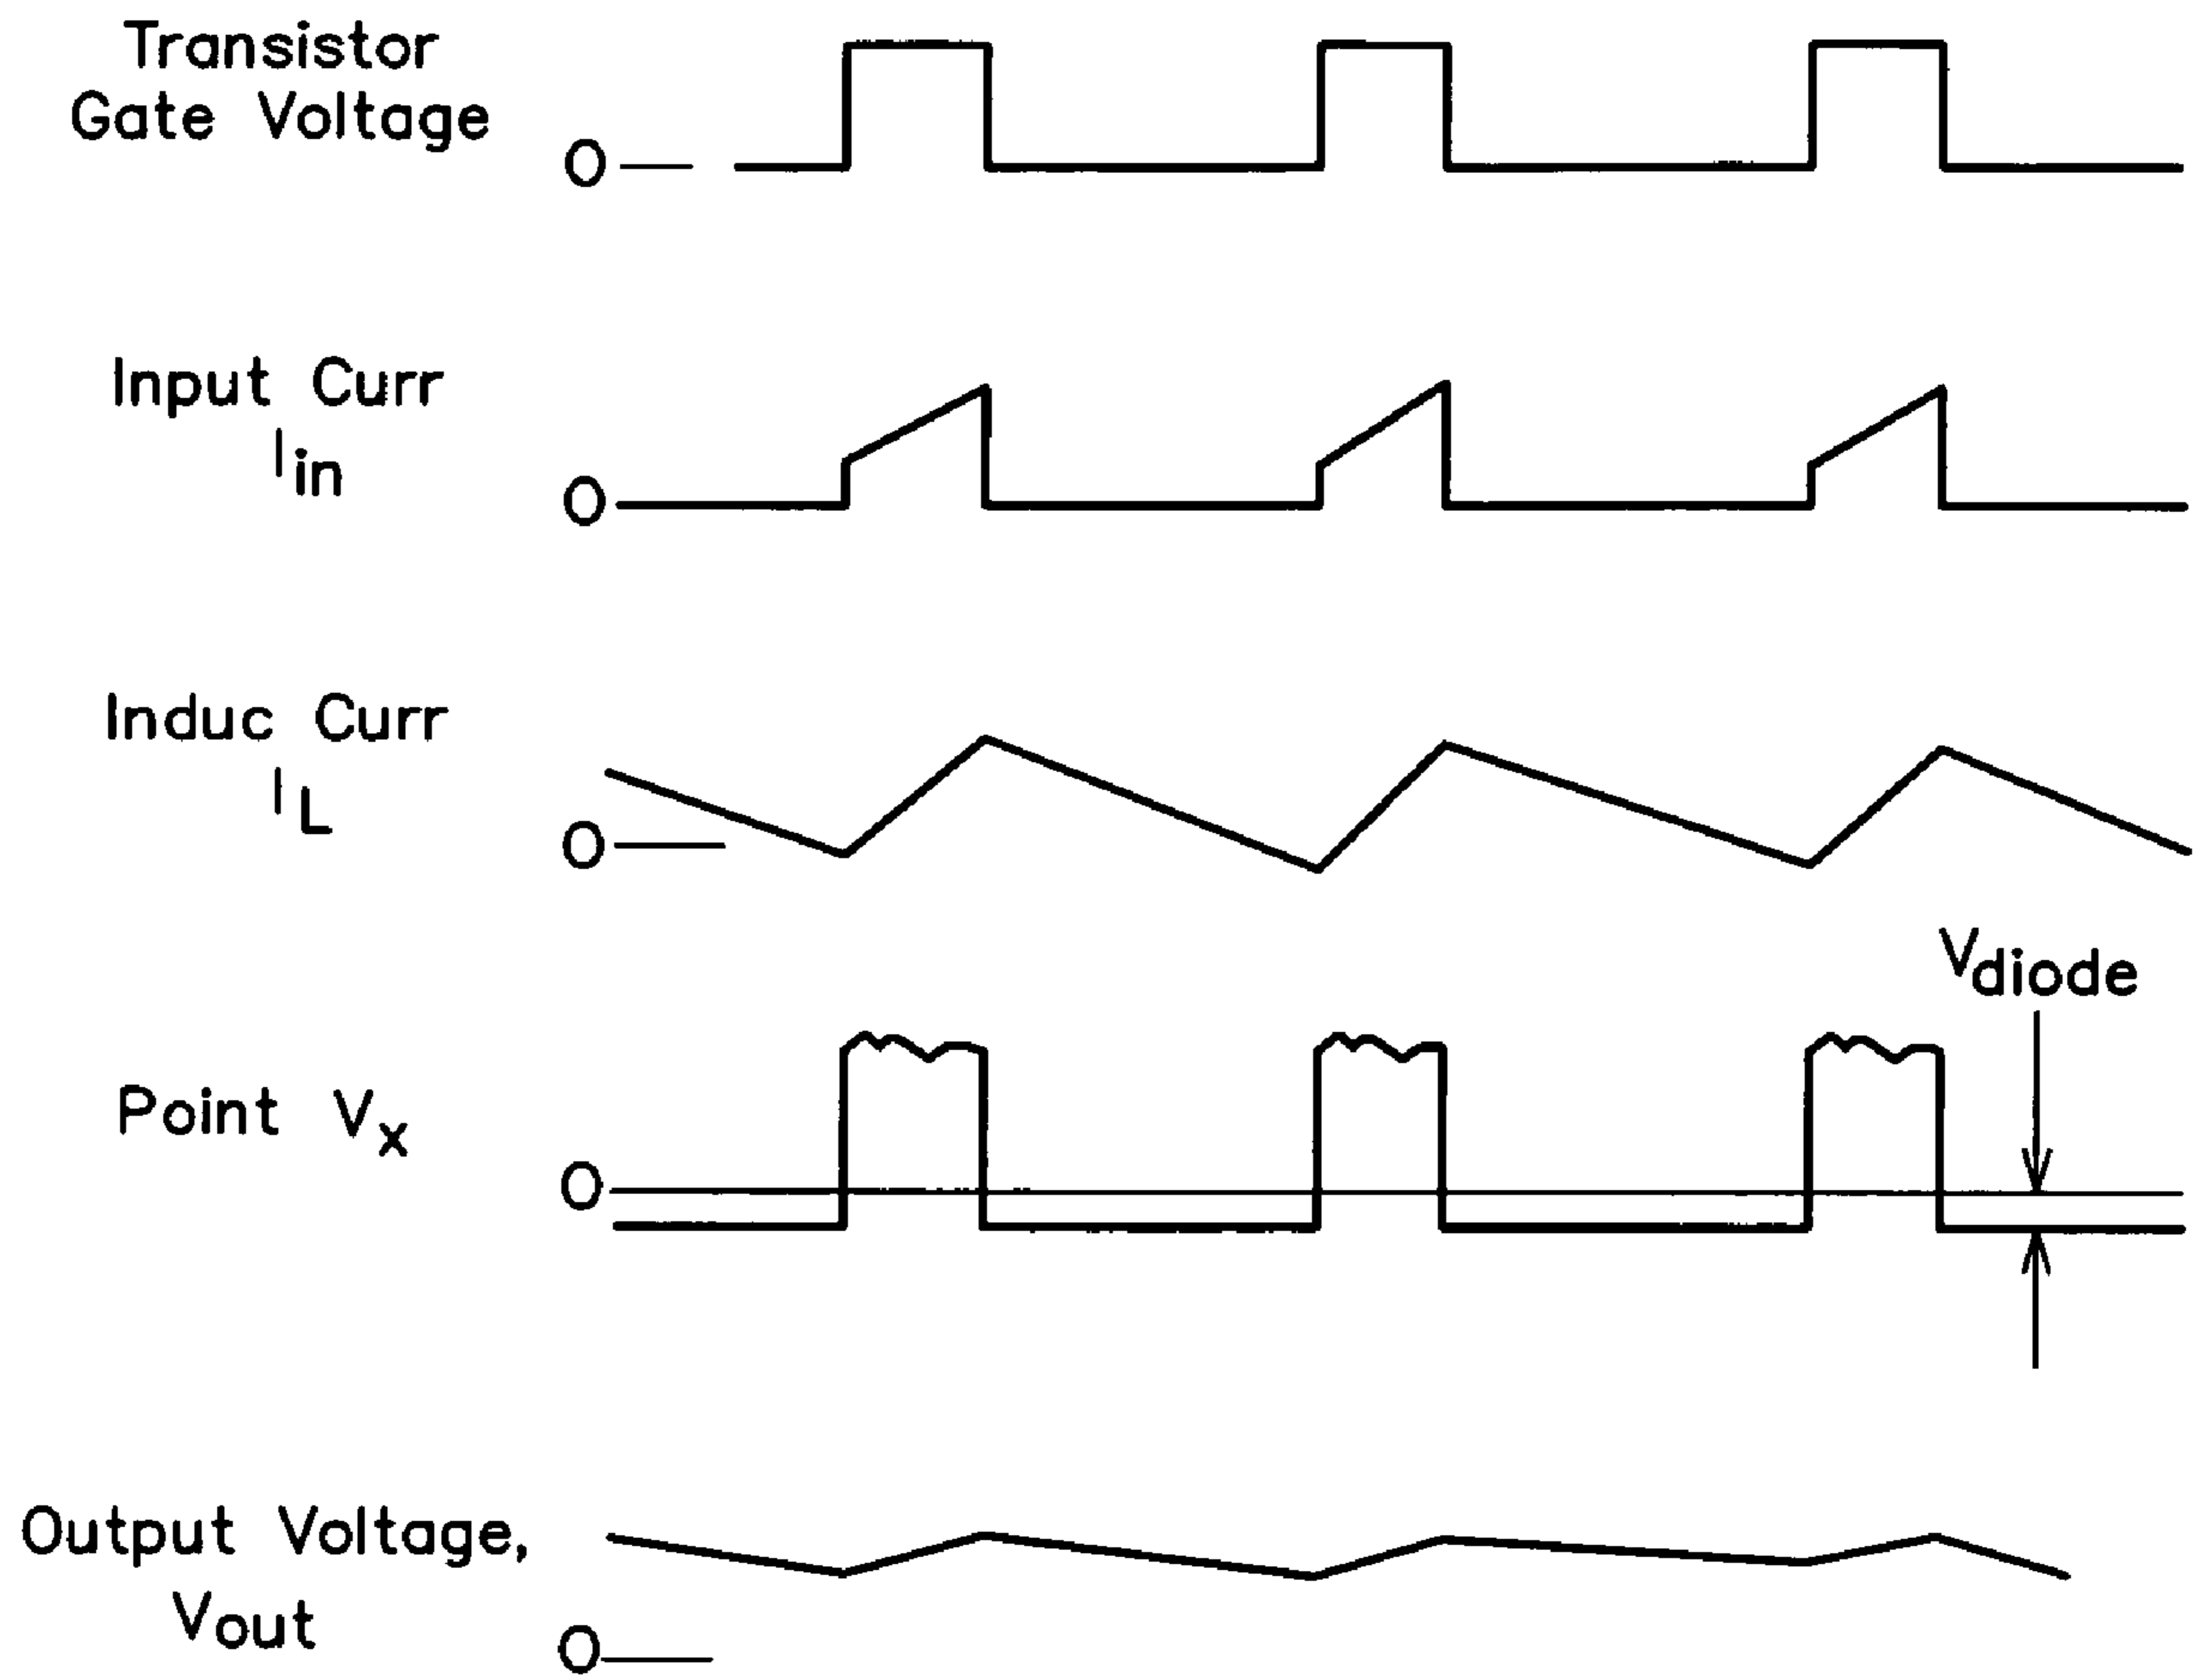 Transistor
Gate Voltage
0
Input Curr
Iin
0
Induc Curr
IL
0
Vdiode
Point Vx
0
Output Voltage,
Vout
0